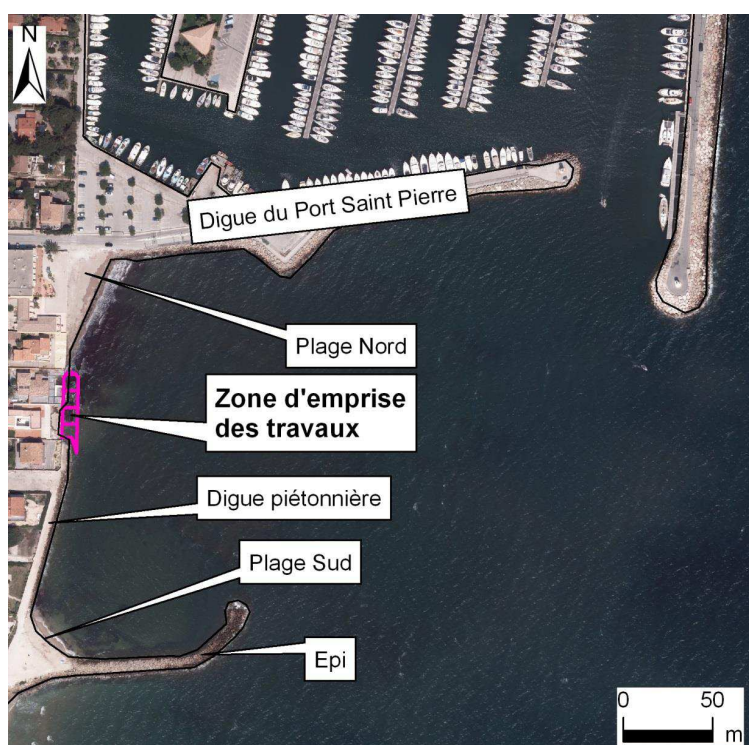 N
Digue du Port Saint Pierre
Plage Nord
Zone d'emprise
des travaux
Digue piétonnière
Plage Sud
Epi
0 50
m